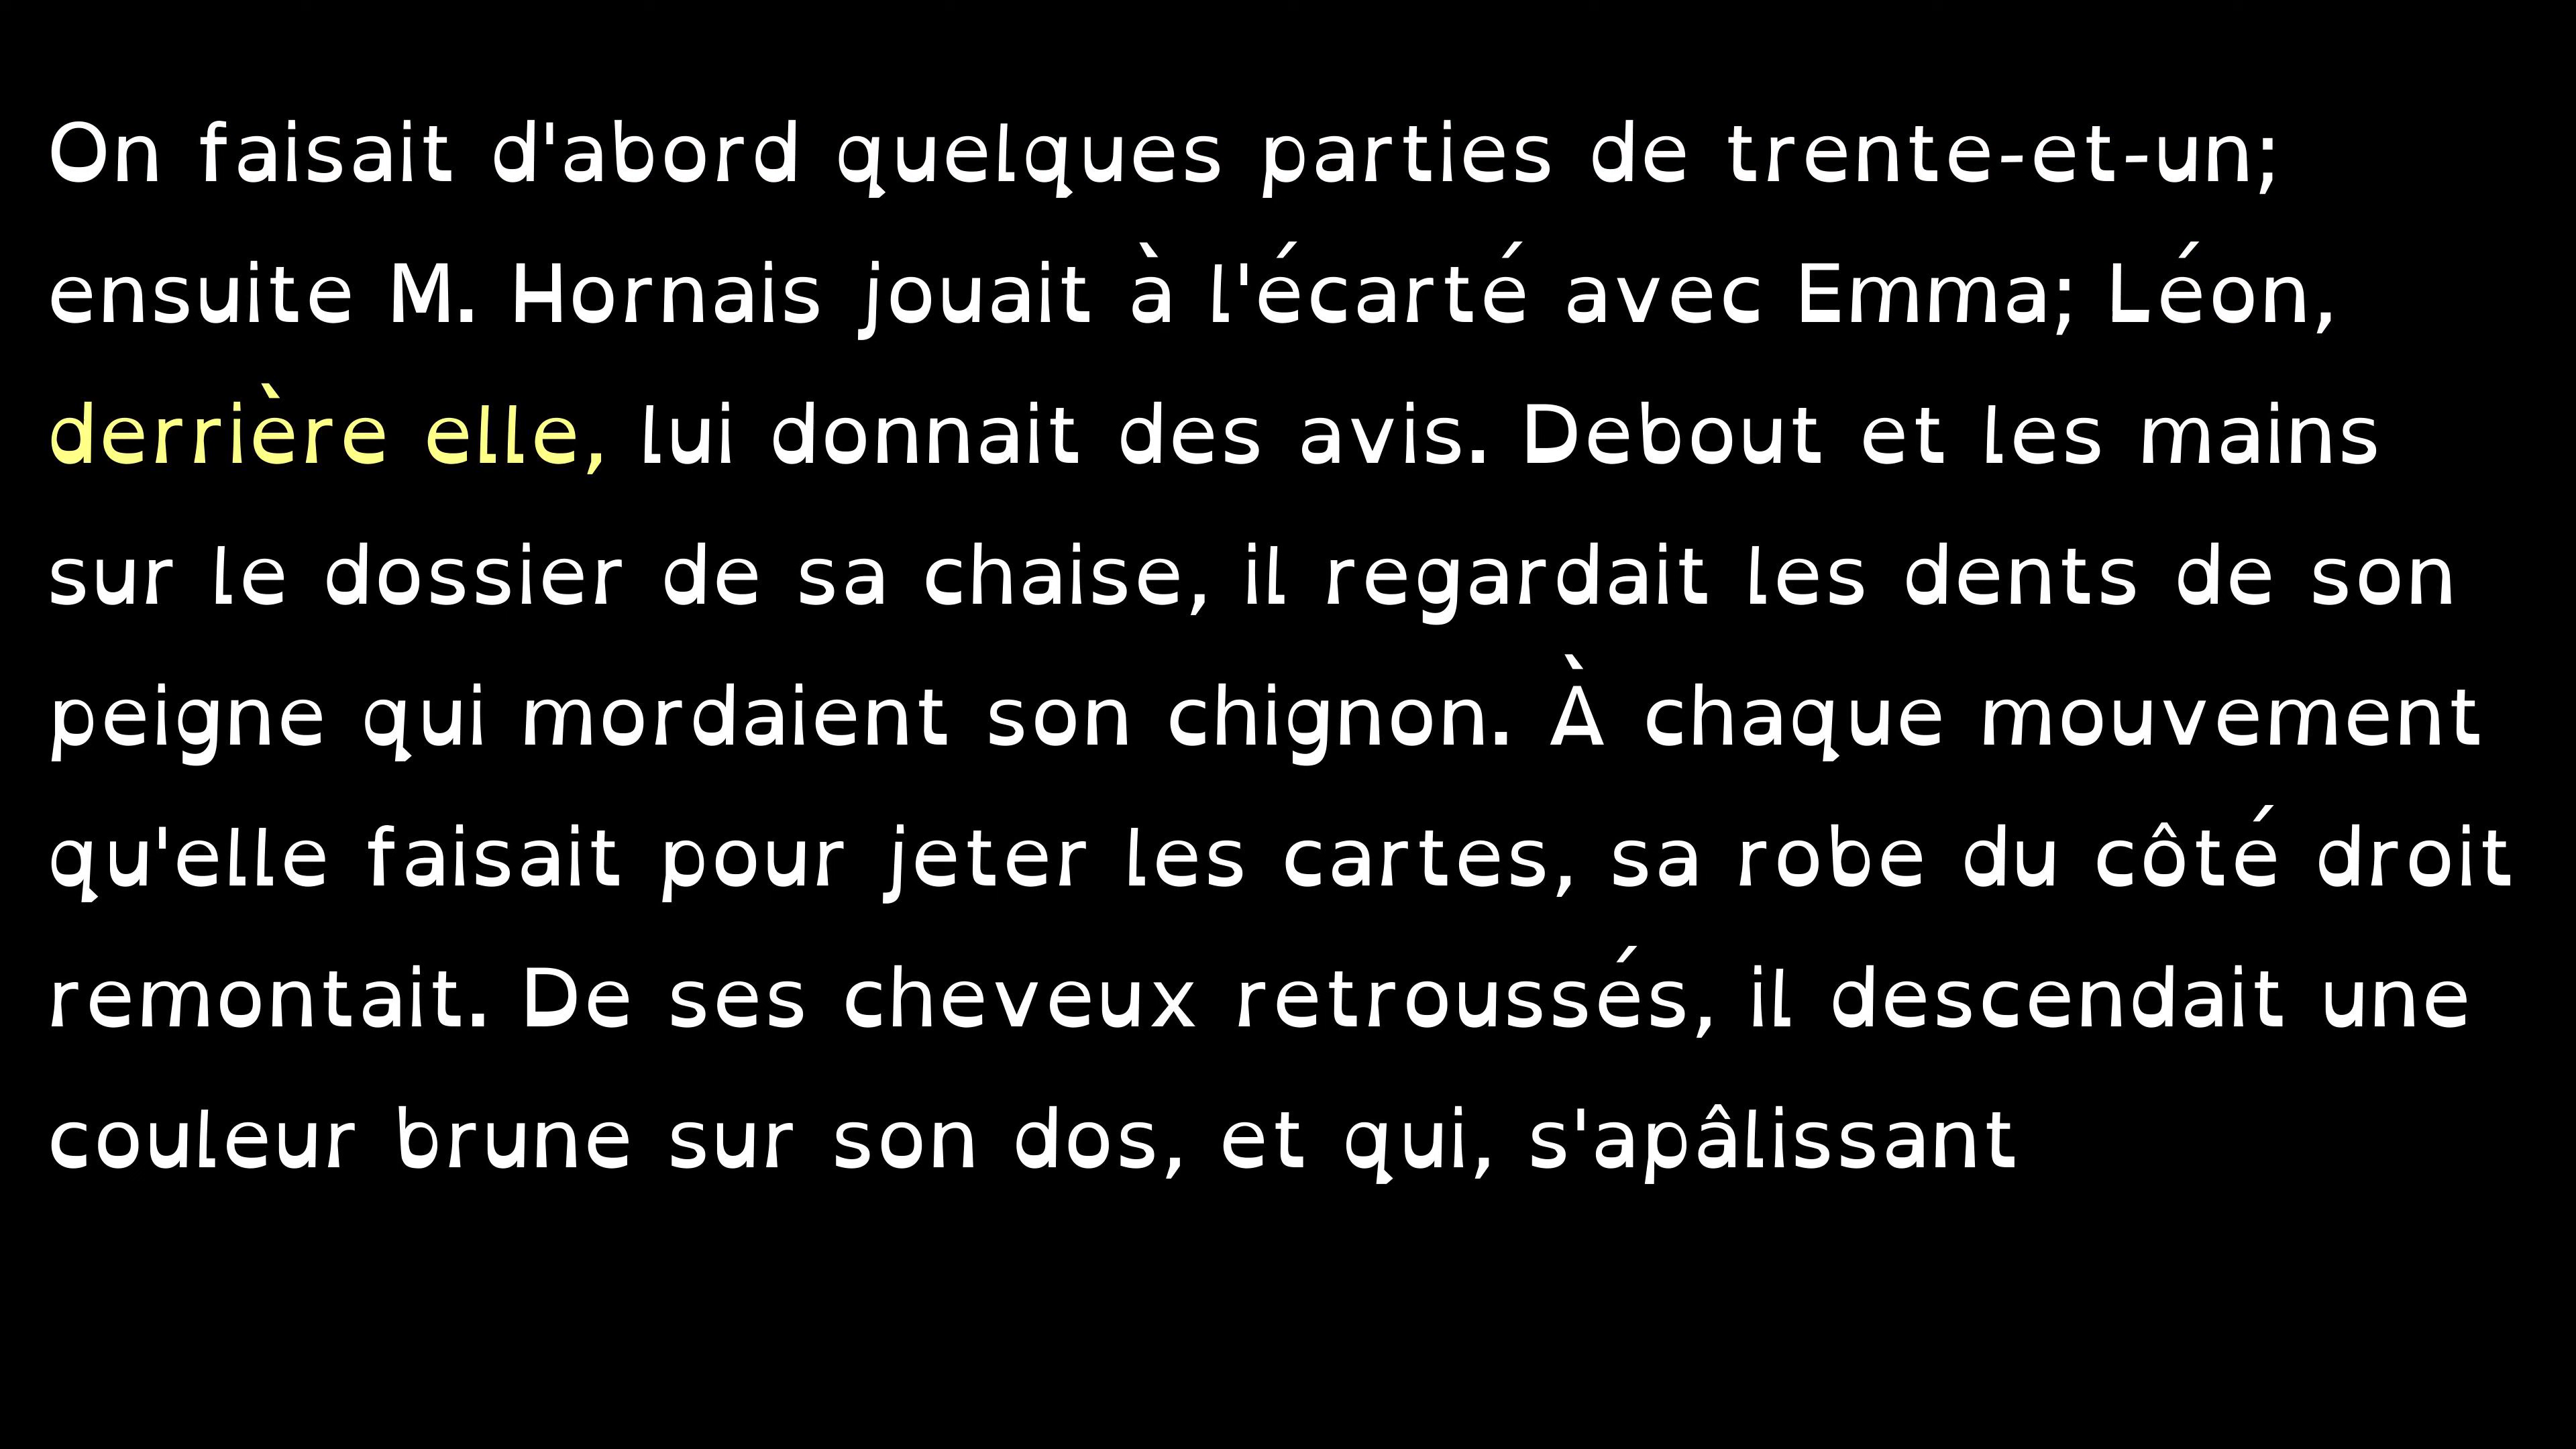 On faisait d'abord quelques parties de trente-et-un;
ensuite M. Hornais jouait à l'écarté avec Emma; Léon,
derrière elle, lui donnait des avis. Debout et les mains
sur le dossier de sa chaise, il regardait les dents de son
peigne qui mordaient son chignon. À chaque mouvement
qu'elle faisait pour jeter les cartes, sa robe du côté droit
remontait. De ses cheveux retroussés, il descendait une
couleur brune sur son dos, et qui, s'apâlissant